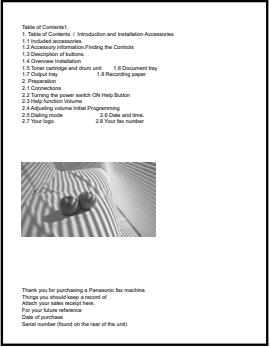 Table of Contents1.
1. Table of Contents / Introduction and Installation Accessories
1.1 Included accessories.
1.2 Accessory information.Finding the Controls
1.3 Description of buttons.
1.4 Overview Installation
1.5 Toner cartridge and drum unit 1.6 Document tray
1.7 Output tray 1.8 Recording paper
2. Preparation
2.1 Connections
2.2 Turning the power switch ON Help Button
2.3 Help function Volume
2.4 Adjusting volume Initial Programming
2.5 Dialing mode 2.6 Date and time.
2.7 Your logo. 2.8 Your fax number
Thank you for purchasing a Panasonic fax machine.
Things you should keep a record of
Attach your sales receipt here.
For your future reference
Date of purchase
Serial number (found on the rear of the unit)